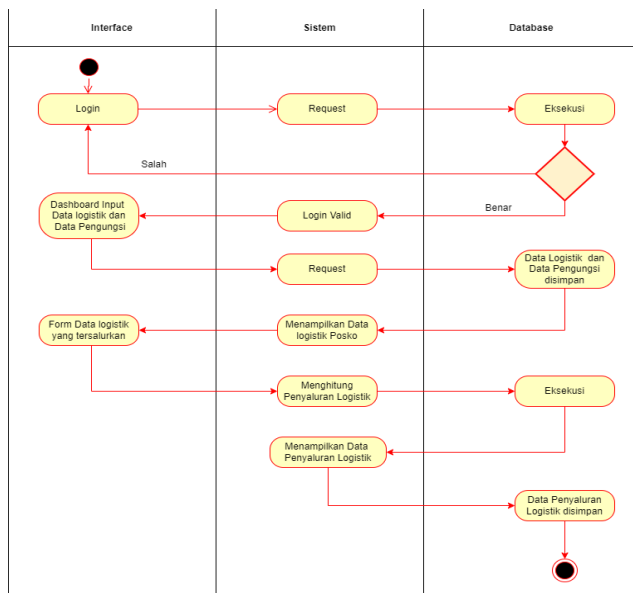 Interface
Sistem
Database
Login
Request
Eksekusi
Salah
Benar
Dashboard Input
Data logistik dan
Data Pengungsi
Login Valid
Request
Data Logistik dan
Data Pengungsi
disimpan
Form Data logistik
yang tersalurkan
Menampilkan Data
logistik Posko
Menghitung
Penyaluran Logistik
Eksekusi
Menampilkan Data
Penyaluran Logistik
Data Penyaluran
Logistik disimpan